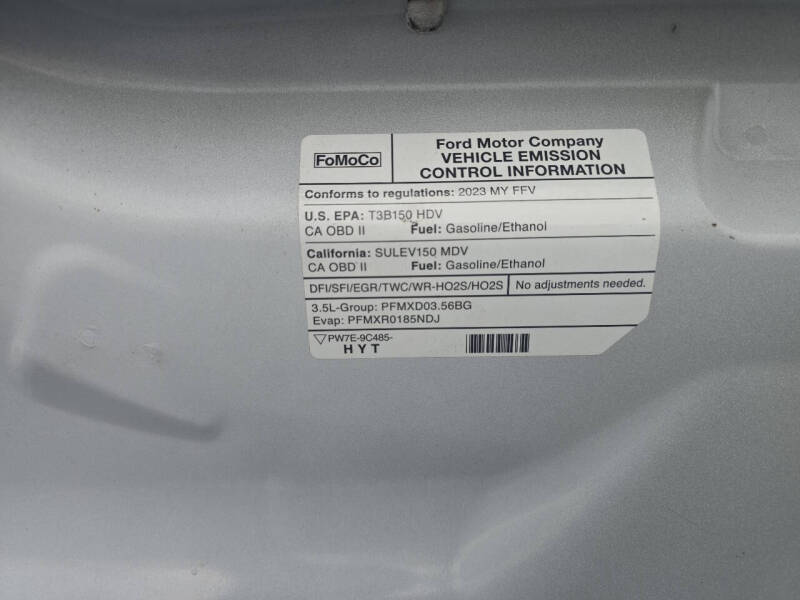 FoMoCo
Ford Motor Company
VEHICLE EMISSION
CONTROL INFORMATION
Conforms to regulations: 2023 MY FFV
U.S. EPA: T3B150 HDV
CA OBD II Fuel: Gasoline/Ethanol
California: SULEV150 MDV
CA OBD II Fuel: Gasoline/Ethanol
DFI/SFI/EGR/TWC/WR-HO2S/HO2S No adjustments needed.
3.5L-Group: PFMXD03.56BG
Evap: PFMXR0185NDJ
PW7E-9C485-
HYT